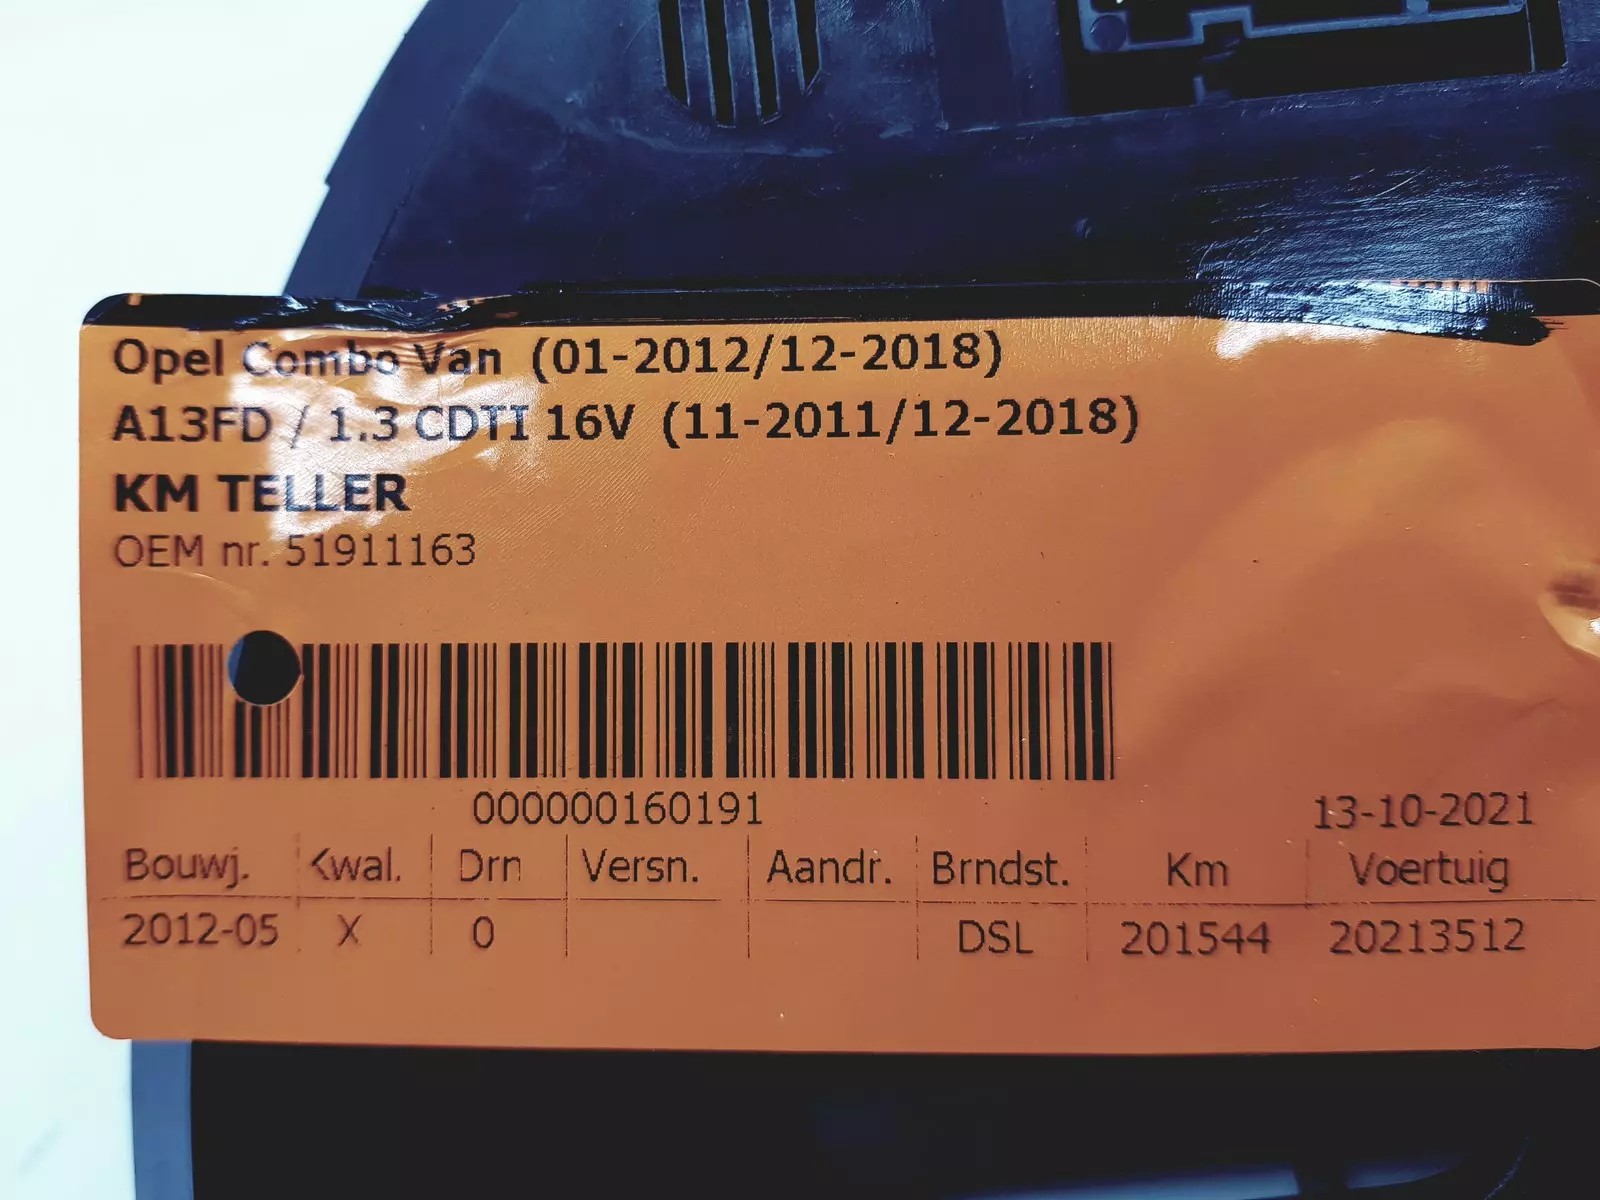 Opel Combo Van (01-2012/12-2018)
A13FD / 1.3 CDTI 16V (11-2011/12-2018)
KM TELLER
OEM nr. 51911163
000000160191
13-10-2021
Bouwj. Kwal. Drn Versn. Aandr. Brndst. Km Voertuig
2012-05 X 0 DSL 201544 20213512